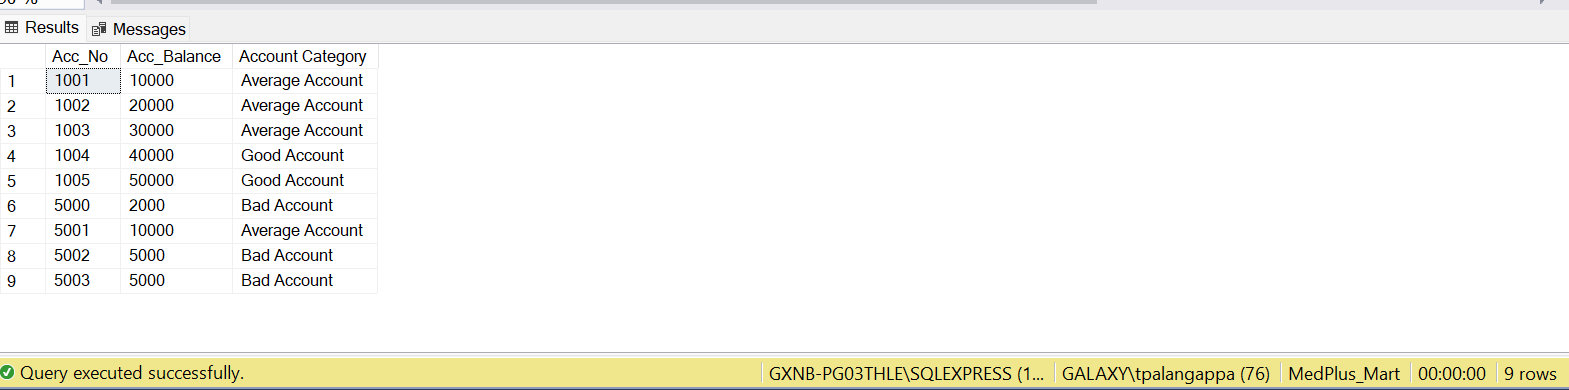 Results Messages
Acc_No Acc_Balance Account Category
1 1001 10000 Average Account
2 1002 20000 Average Account
3 1003 30000 Average Account
4 1004 40000 Good Account
5 1005 50000 Good Account
6 5000 2000 Bad Account
7 5001 10000 Average Account
8 5002 5000 Bad Account
9 5003 5000 Bad Account
Query executed successfully. GXNB-PG03THLE\SQLEXPRESS (1... GALAXY\tpalangappa (76) MedPlus_Mart 00:00:00 9 rows